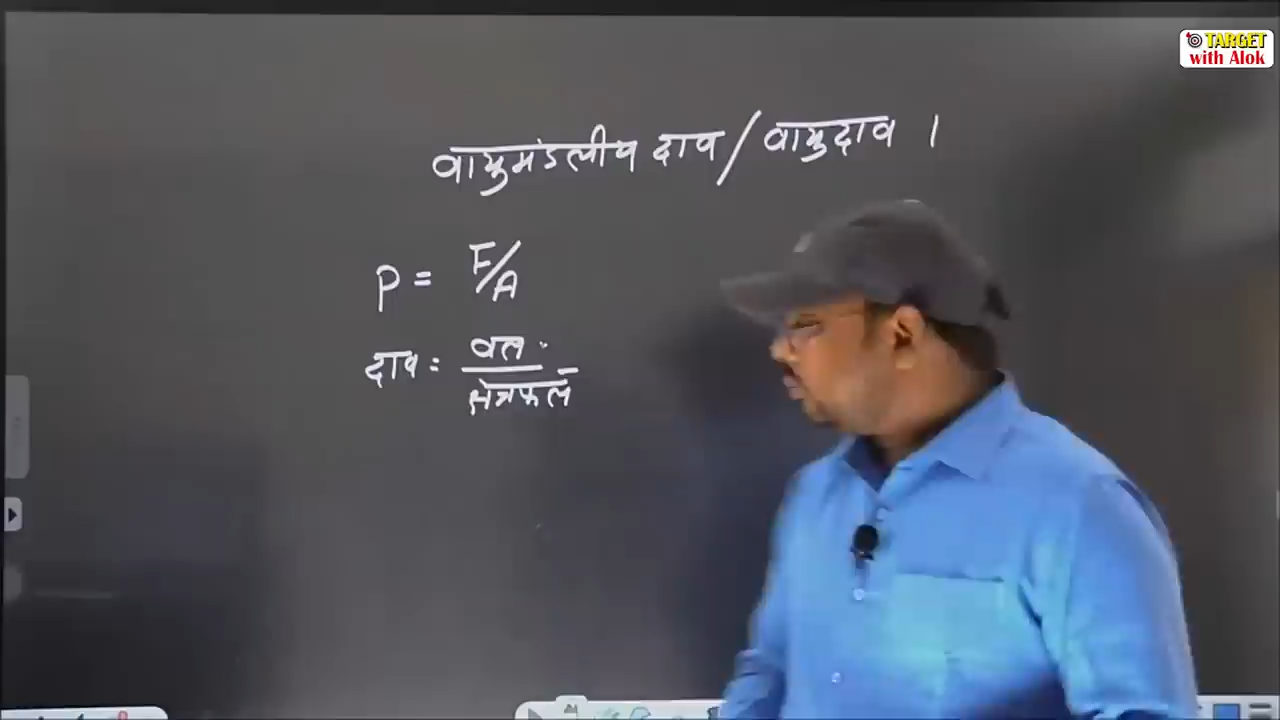 TARGET
with Alok
वायुमंडलीय दाब / वायुदाब ।
P = F/A
दाब = बल
क्षेत्रफल